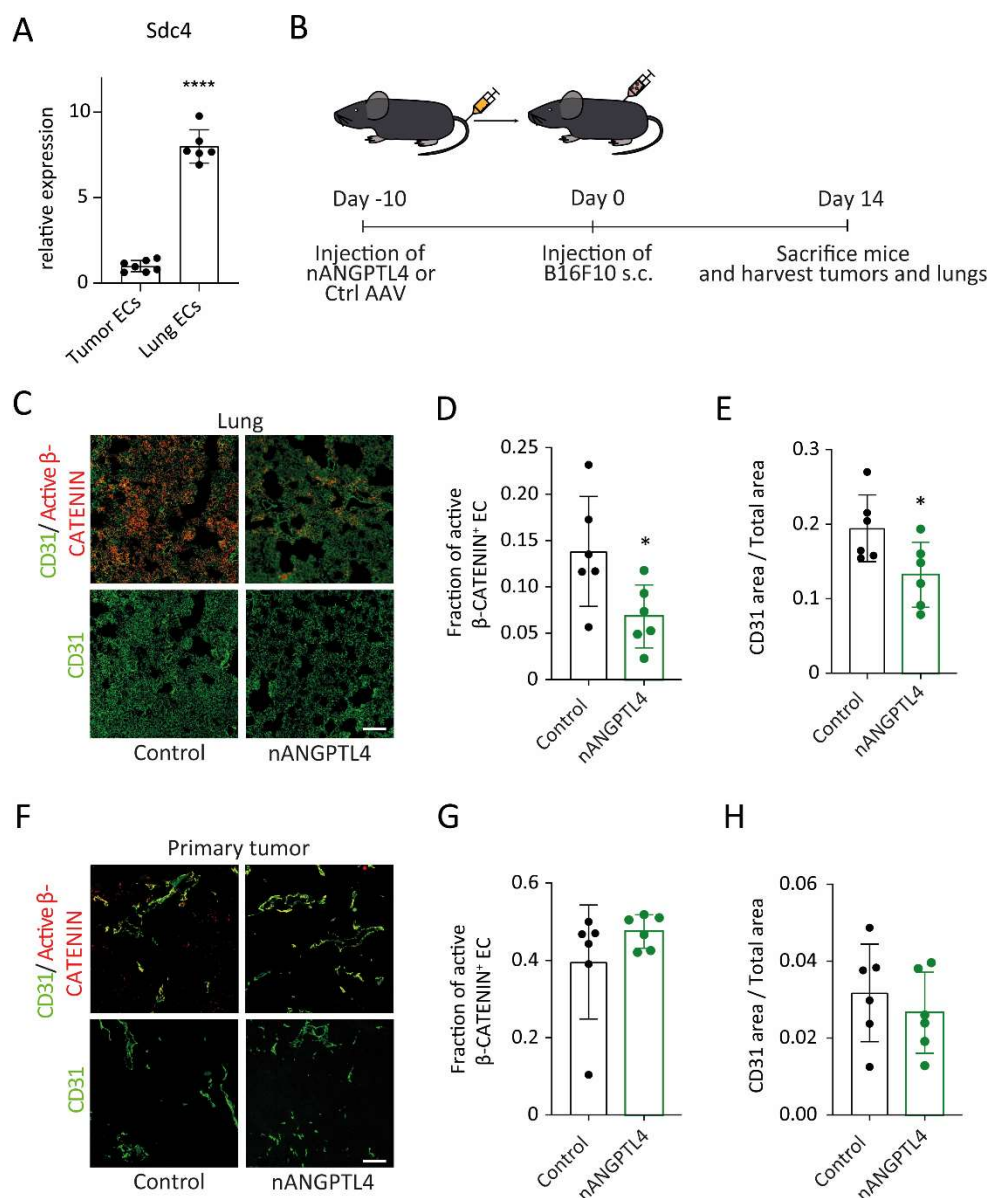 A
Sdc4
****
10
5
0
relative expression
Tumor ECs
Lung ECs
B
Day -10
Day 0
Day 14
Injection of
nANGPTL4 or
Ctrl AAV
Injection of
B16F10 s.c.
Sacrifice mice
and harvest tumors and lungs
C
Lung
CD31/Active β-
CATENIN
CD31
Control
nANGPTL4
D
0.25
0.20
0.15
0.10
0.05
0
Fraction of active
β-CATENIN⁺ EC
*
Control
nANGPTL4
E
0.3
0.2
0.1
0
CD31 area / Total area
*
Control
nANGPTL4
F
Primary tumor
CD31/Active β-
CATENIN
CD31
Control
nANGPTL4
G
0.6
0.4
0.2
0
Fraction of active
β-CATENIN⁺ EC
Control
nANGPTL4
H
0.06
0.04
0.02
0.00
CD31 area / Total area
Control
nANGPTL4